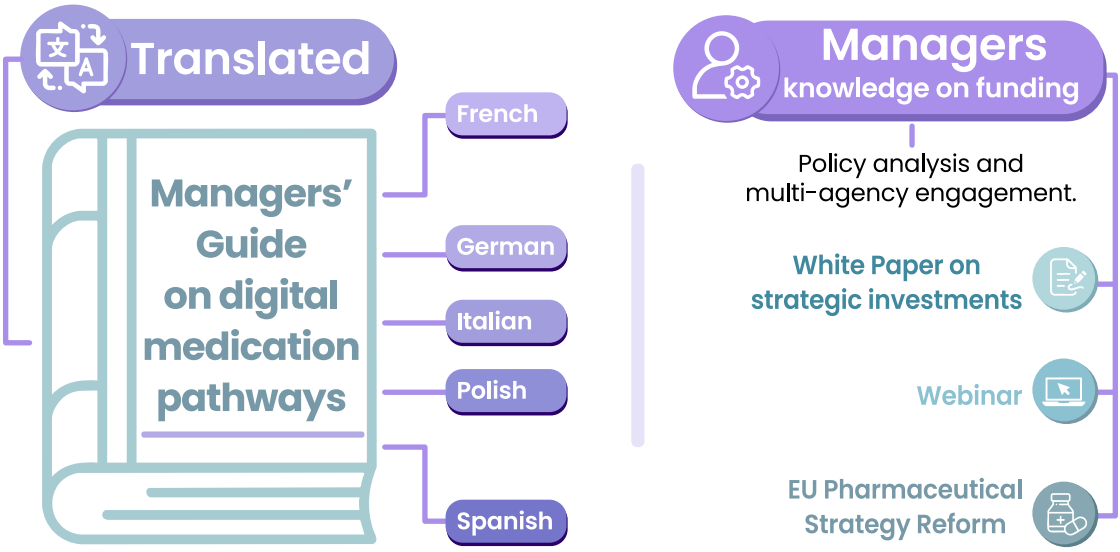 文
A
Translated
Managers’
Guide
on digital
medication
pathways
French
German
Italian
Polish
Spanish
Managers
knowledge on funding
Policy analysis and
multi-agency engagement.
White Paper on
strategic investments
Webinar
EU Pharmaceutical
Strategy Reform